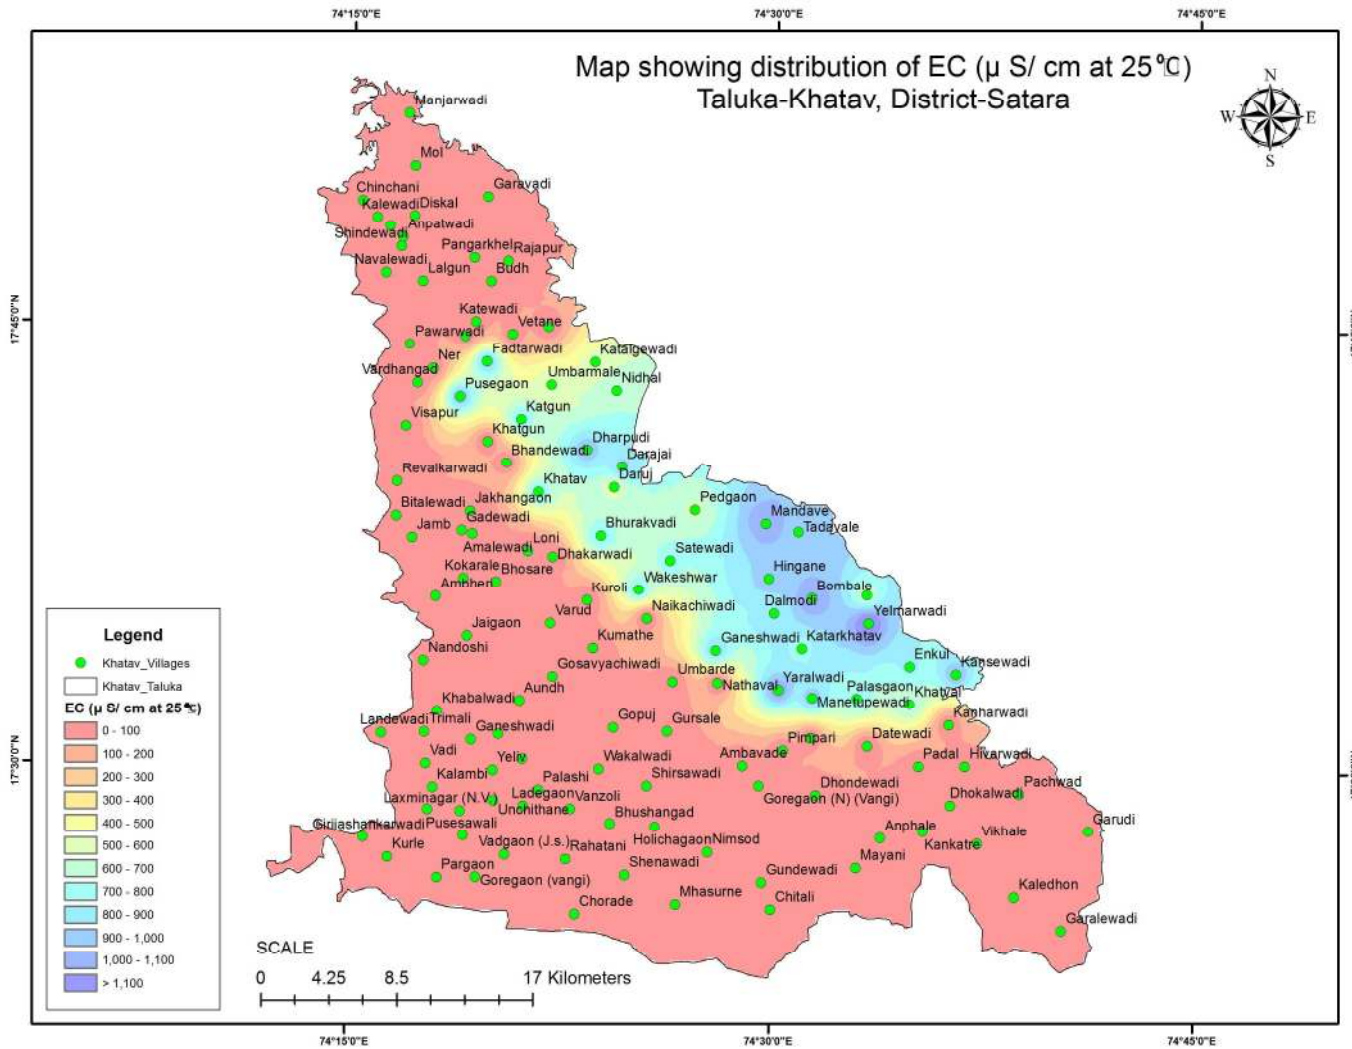 74°15'0"E 74°30'0"E 74°45'0"E
Map showing distribution of EC (µ S/ cm at 25℃)
Taluka-Khatav, District-Satara
N
W E
S
Manjarwadi
Mol
Chinchani
Garavadi
Kalewadi
Diskal
Anpatwadi
Shindewadi
Pangarkhel
Rajapur
Navalewadi
Lalgun
Budh
17°45'0"N
Katewadi
Vetane
Pawarwadi
Fadtarwadi
Ner
Katalgewadi
Vardhangad
Umbarmale
Pusegaon
Nidhal
Visapur
Katgun
Khatgun
Dharpudi
Bhandewadi
Darajai
Revalkarwadi
Khatav
Daruj
Bitalewadi
Jakhangaon
Pedgaon
Mandave
Gadewadi
Jamb
Tadavale
Bhurakvadi
Amalewadi
Loni
Dhakarwadi
Satewadi
Kokarale
Bhosare
Wakeshwar
Hingane
Ambheri
Kuroli
Bombale
Varud
Naikachiwadi
Dalmodi
Yelmarwadi
Jaigaon
Kumathe
Ganeshwadi
Katarkhatav
Nandoshi
Enkul
Kansewadi
Gosavyachiwadi
Umbarde
Nathaval
Yaralwadi
Palasgaon
Khatval
Aundh
Khabalwadi
Manetupewadi
Kanharwadi
Landewadi
Trimali
Ganeshwadi
Gopuj
Gursale
Pimpari
Datewadi
17°30'0"N
Vadi
Yeliv
Wakalwadi
Ambavade
Padal
Hivarwadi
Kalambi
Palashi
Shirsawadi
Dhondewadi
Pachwad
Laxminagar (N.V.)
Ladegaon
Vanzoli
Goregaon (N) (Vangi)
Dhokalwadi
Unchithane
Girijashankarwadi
Pusesawali
Bhushangad
Anphale
Vikhale
Garudi
Kurle
Vadgaon (J.s.)
Rahatani
Holichagaon
Nimsod
Kankatre
Pargaon
Goregaon (vangi)
Shenawadi
Gundewadi
Mayani
Kaledhon
Chorade
Mhasurne
Chitali
Garalewadi
Legend
Khatav_Villages
Khatav_Taluka
EC (µ S/ cm at 25℃)
0 - 100
100 - 200
200 - 300
300 - 400
400 - 500
500 - 600
600 - 700
700 - 800
800 - 900
900 - 1,000
1,000 - 1,100
> 1,100
SCALE
0 4.25 8.5 17 Kilometers
74°15'0"E 74°30'0"E 74°45'0"E